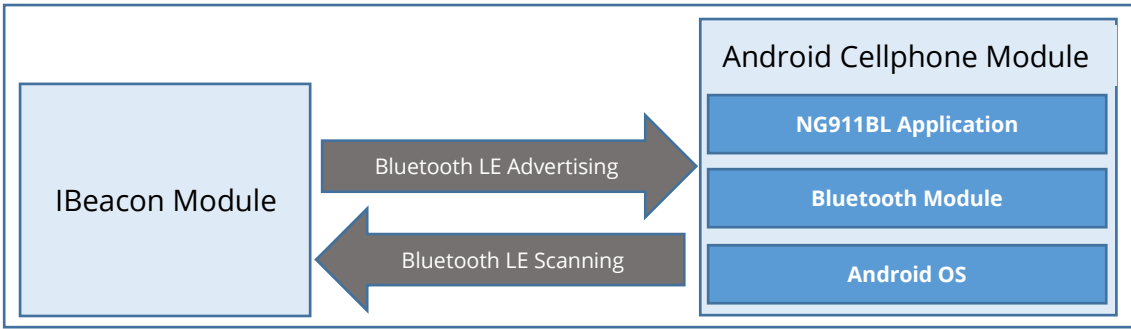 Android Cellphone Module
NG911BL Application
Bluetooth LE Advertising
IBeacon Module
Bluetooth Module
Bluetooth LE Scanning
Android OS